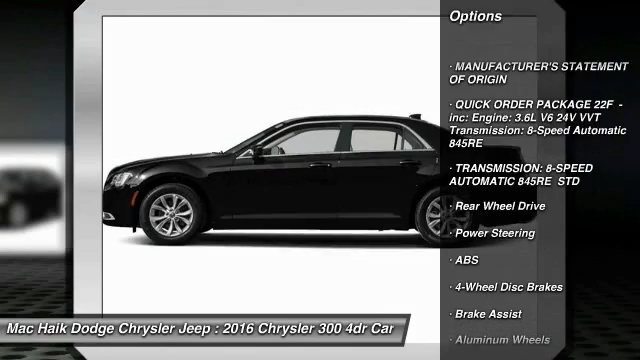 Options
· MANUFACTURER'S STATEMENT
OF ORIGIN
· QUICK ORDER PACKAGE 22F -
inc: Engine: 3.6L V6 24V VVT
Transmission: 8-Speed Automatic
845RE
· TRANSMISSION: 8-SPEED
AUTOMATIC 845RE STD
· Rear Wheel Drive
· Power Steering
· ABS
· 4-Wheel Disc Brakes
· Brake Assist
· Aluminum Wheels
Mac Haik Dodge Chrysler Jeep : 2016 Chrysler 300 4dr Car